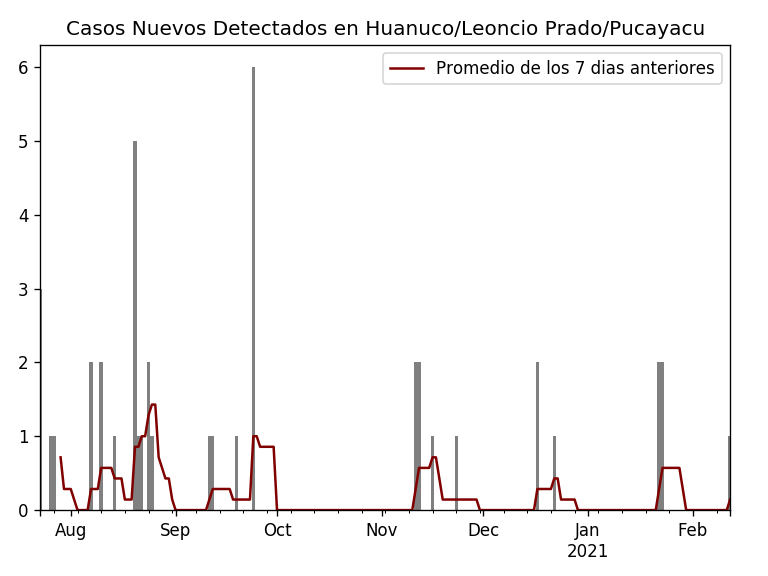 Casos Nuevos Detectados en Huanuco/Leoncio Prado/Pucayacu
Promedio de los 7 dias anteriores
6
5
4
3
2
1
0
Aug Sep Oct Nov Dec Jan Feb
2021